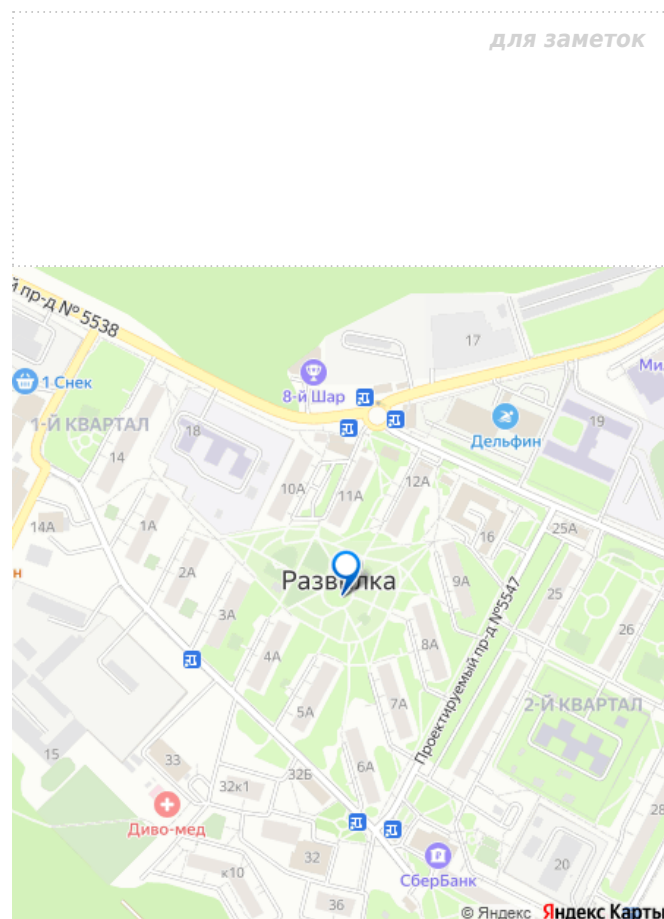 для заметок
й пр-д № 5538
17
1 Снек
8-й Шар
Ми
1-Й КВАРТАЛ
18
19
Дельфин
14
10А
11А
12А
14А
1А
16
25А
н
2А
Развилка
9А
25
3А
Проектируемый пр-д №5547
26
4А
8А
5А
7А
2-Й КВАРТАЛ
15
33
6А
32к1
32Б
28
Диво-мед
32
20
к10
СберБанк
36
© Яндекс Яндекс Карты